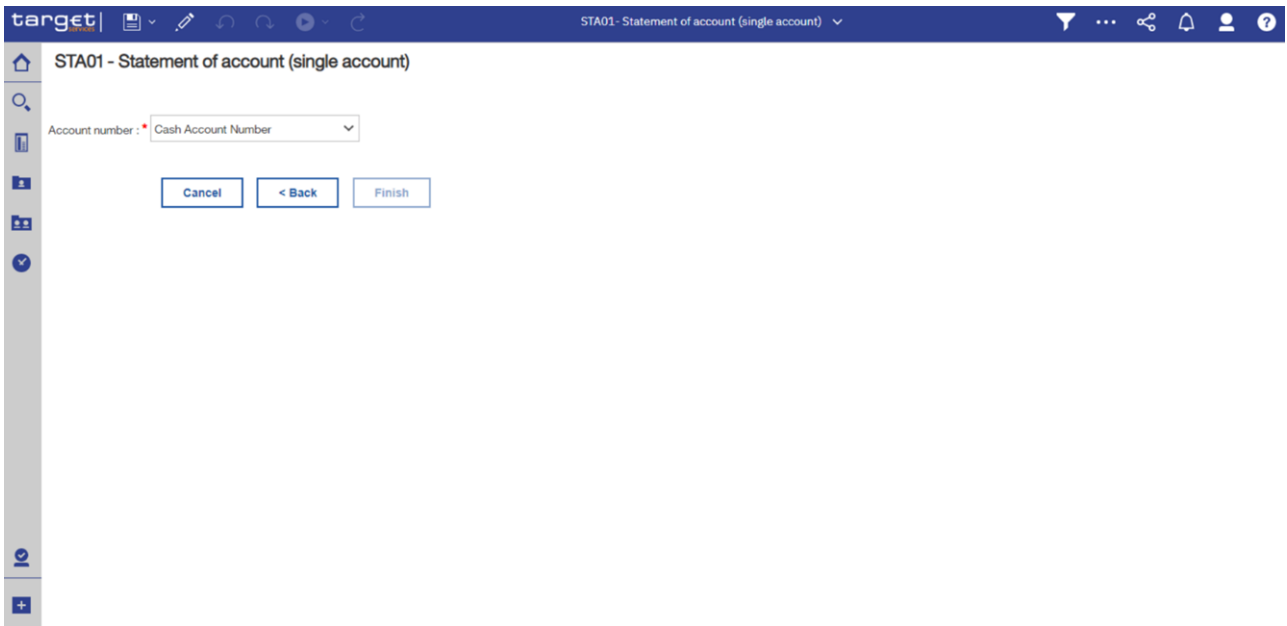 target|
services
STA01- Statement of account (single account)
?
STA01 - Statement of account (single account)
Account number : * Cash Account Number
Cancel
< Back
Finish